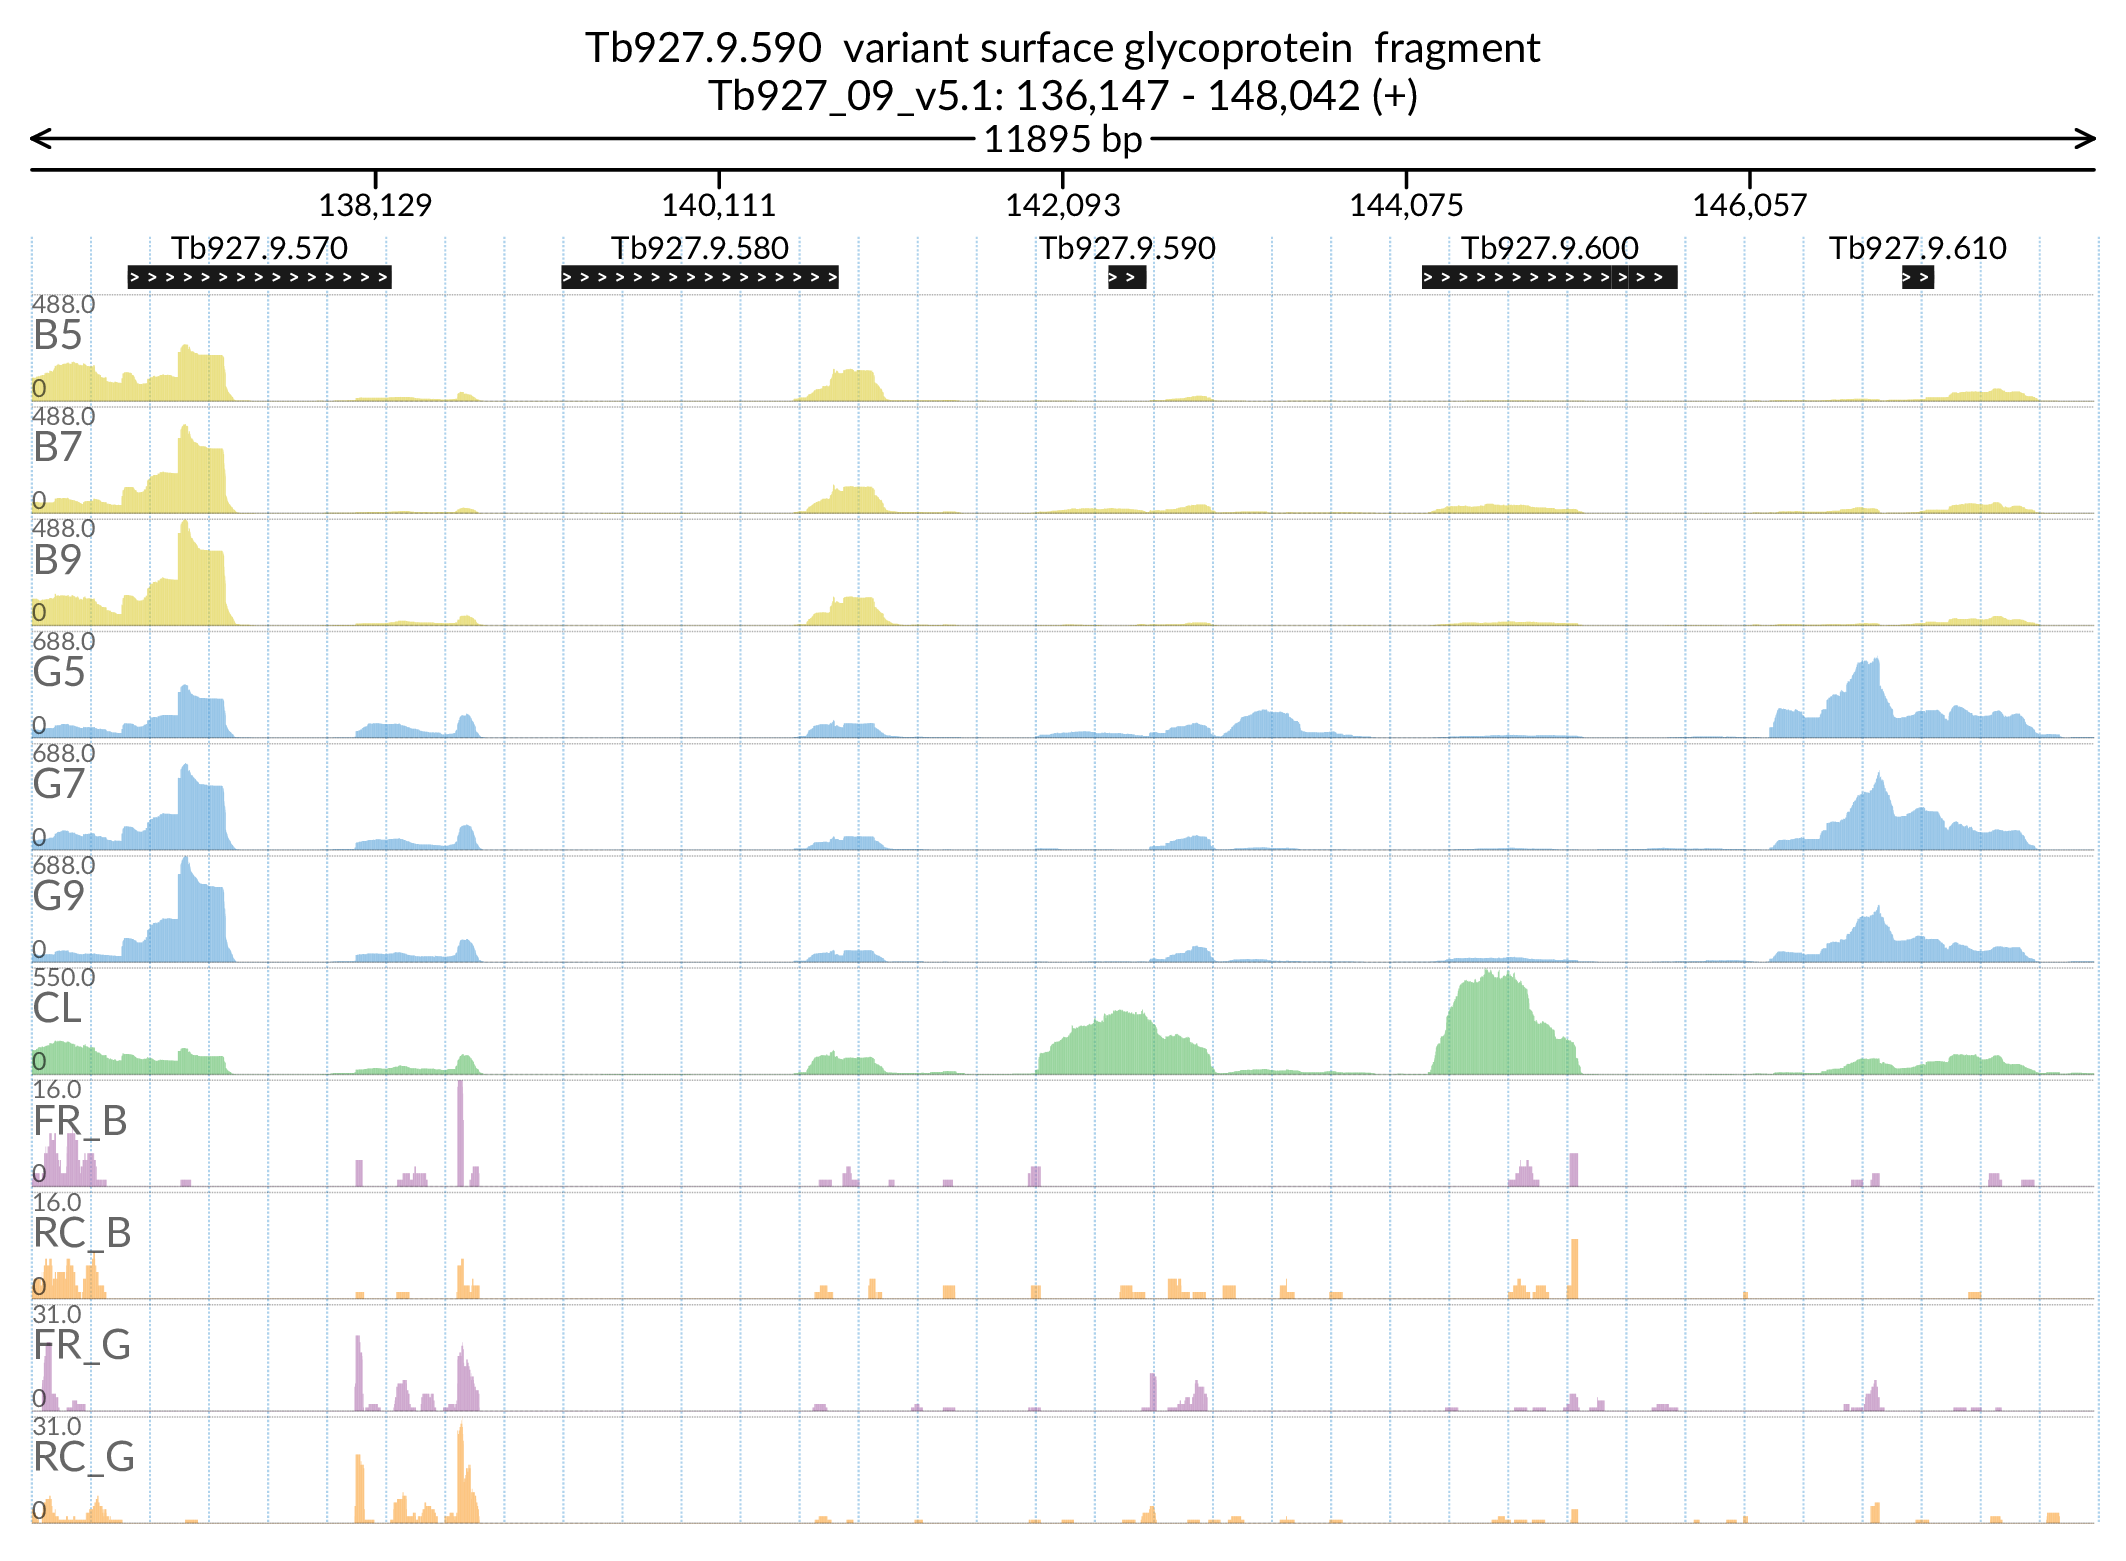 Tb927.9.590 variant surface glycoprotein fragment
Tb927_09_v5.1: 136,147 - 148,042 (+)
11895 bp
138,129 140,111 142,093 144,075 146,057
Tb927.9.570 Tb927.9.580 Tb927.9.590 Tb927.9.600 Tb927.9.610
488.0
B5
0
488.0
B7
0
488.0
B9
0
688.0
G5
0
688.0
G7
0
688.0
G9
0
550.0
CL
0
16.0
FR_B
0
16.0
RC_B
0
31.0
FR_G
0
31.0
RC_G
0